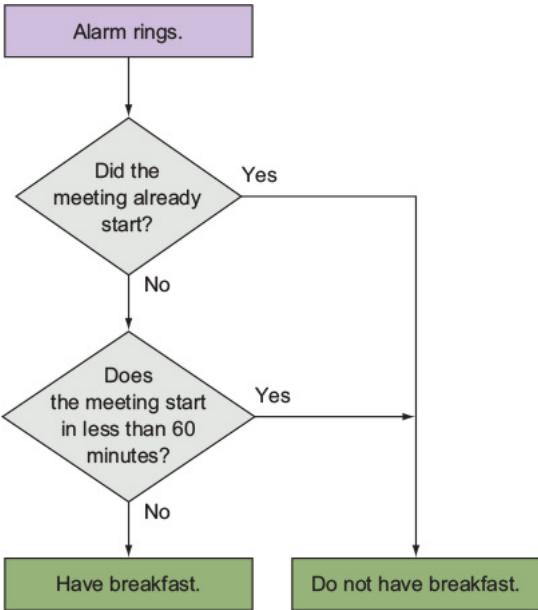 Alarm rings.
Did the
meeting already
start?
Yes
No
Does
the meeting start
in less than 60
minutes?
Yes
No
Have breakfast.
Do not have breakfast.